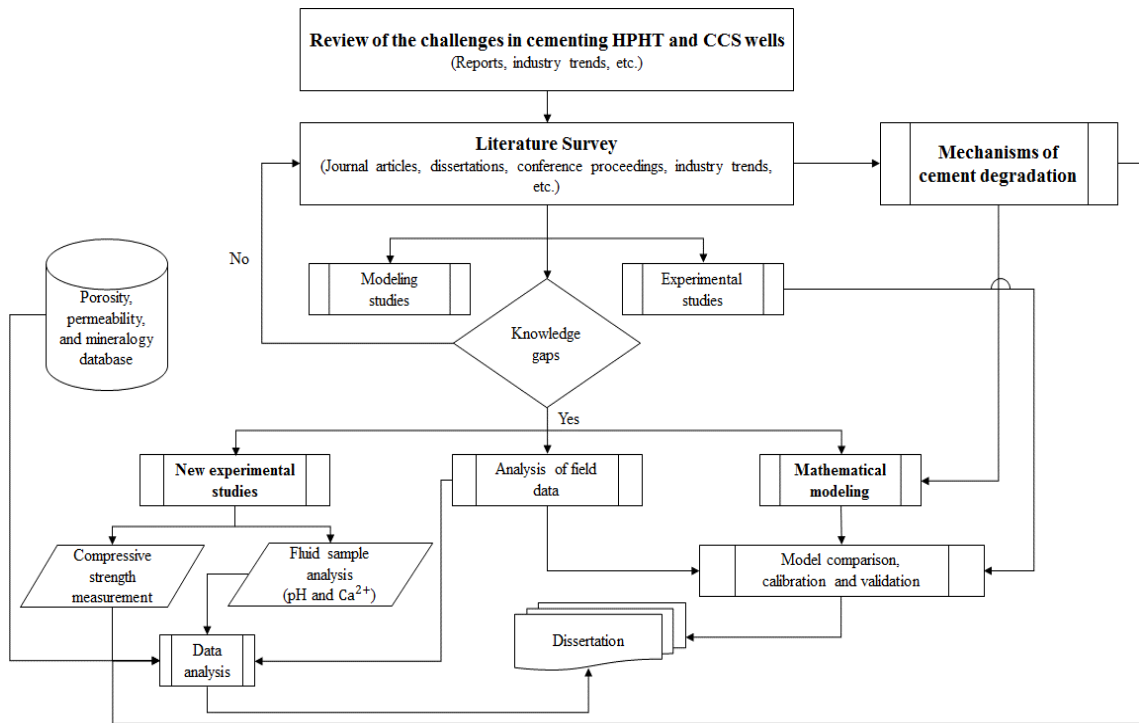 Review of the challenges in cementing HPHT and CCS wells
(Reports, industry trends, etc.)
Literature Survey
(Journal articles, dissertations, conference proceedings, industry trends,
etc.)
Mechanisms of
cement degradation
No
Modeling
studies
Experimental
studies
Porosity,
permeability,
and mineralogy
database
Knowledge
gaps
Yes
New experimental
studies
Analysis of field
data
Mathematical
modeling
Compressive
strength
measurement
Fluid sample
analysis
(pH and Ca²⁺)
Model comparison,
calibration and validation
Data
analysis
Dissertation